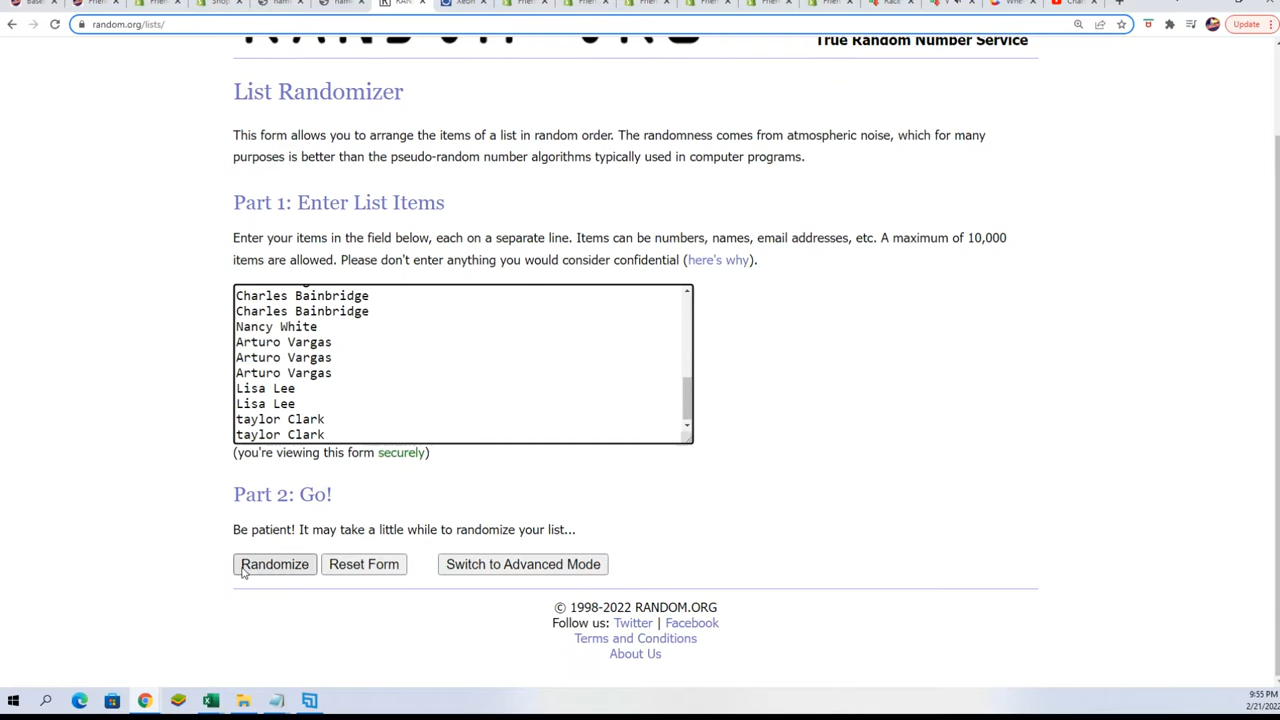 random.org/lists/
Update
True Random Number Service
List Randomizer
This form allows you to arrange the items of a list in random order. The randomness comes from atmospheric noise, which for many
purposes is better than the pseudo-random number algorithms typically used in computer programs.
Part 1: Enter List Items
Enter your items in the field below, each on a separate line. Items can be numbers, names, email addresses, etc. A maximum of 10,000
items are allowed. Please don't enter anything you would consider confidential (here's why).
Charles Bainbridge
Charles Bainbridge
Nancy White
Arturo Vargas
Arturo Vargas
Arturo Vargas
Lisa Lee
Lisa Lee
taylor Clark
taylor Clark
(you're viewing this form securely)
Part 2: Go!
Be patient! It may take a little while to randomize your list...
Randomize Reset Form Switch to Advanced Mode
© 1998-2022 RANDOM.ORG
Follow us: Twitter | Facebook
Terms and Conditions
About Us
9:55 PM